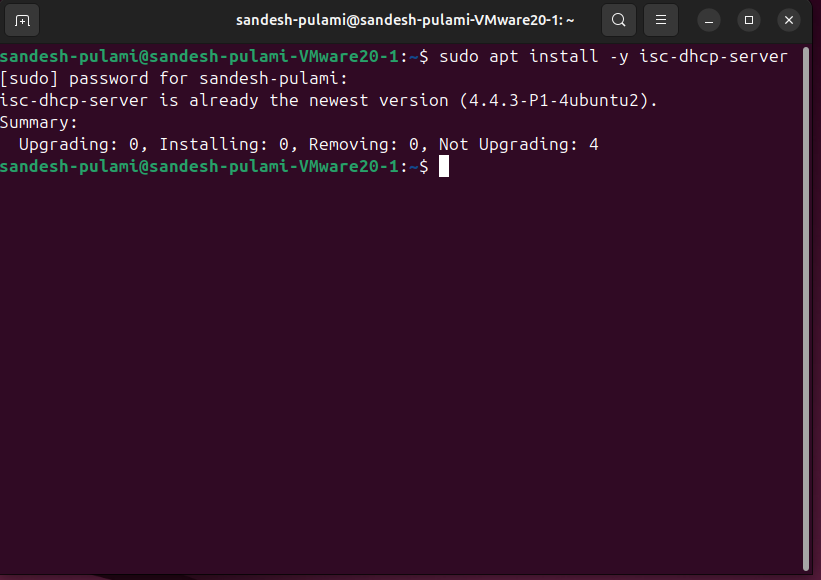 sandesh-pulami@sandesh-pulami-VMware20-1: ~
sandesh-pulami@sandesh-pulami-VMware20-1:~$ sudo apt install -y isc-dhcp-server
[sudo] password for sandesh-pulami:
isc-dhcp-server is already the newest version (4.4.3-P1-4ubuntu2).
Summary:
  Upgrading: 0, Installing: 0, Removing: 0, Not Upgrading: 4
sandesh-pulami@sandesh-pulami-VMware20-1:~$